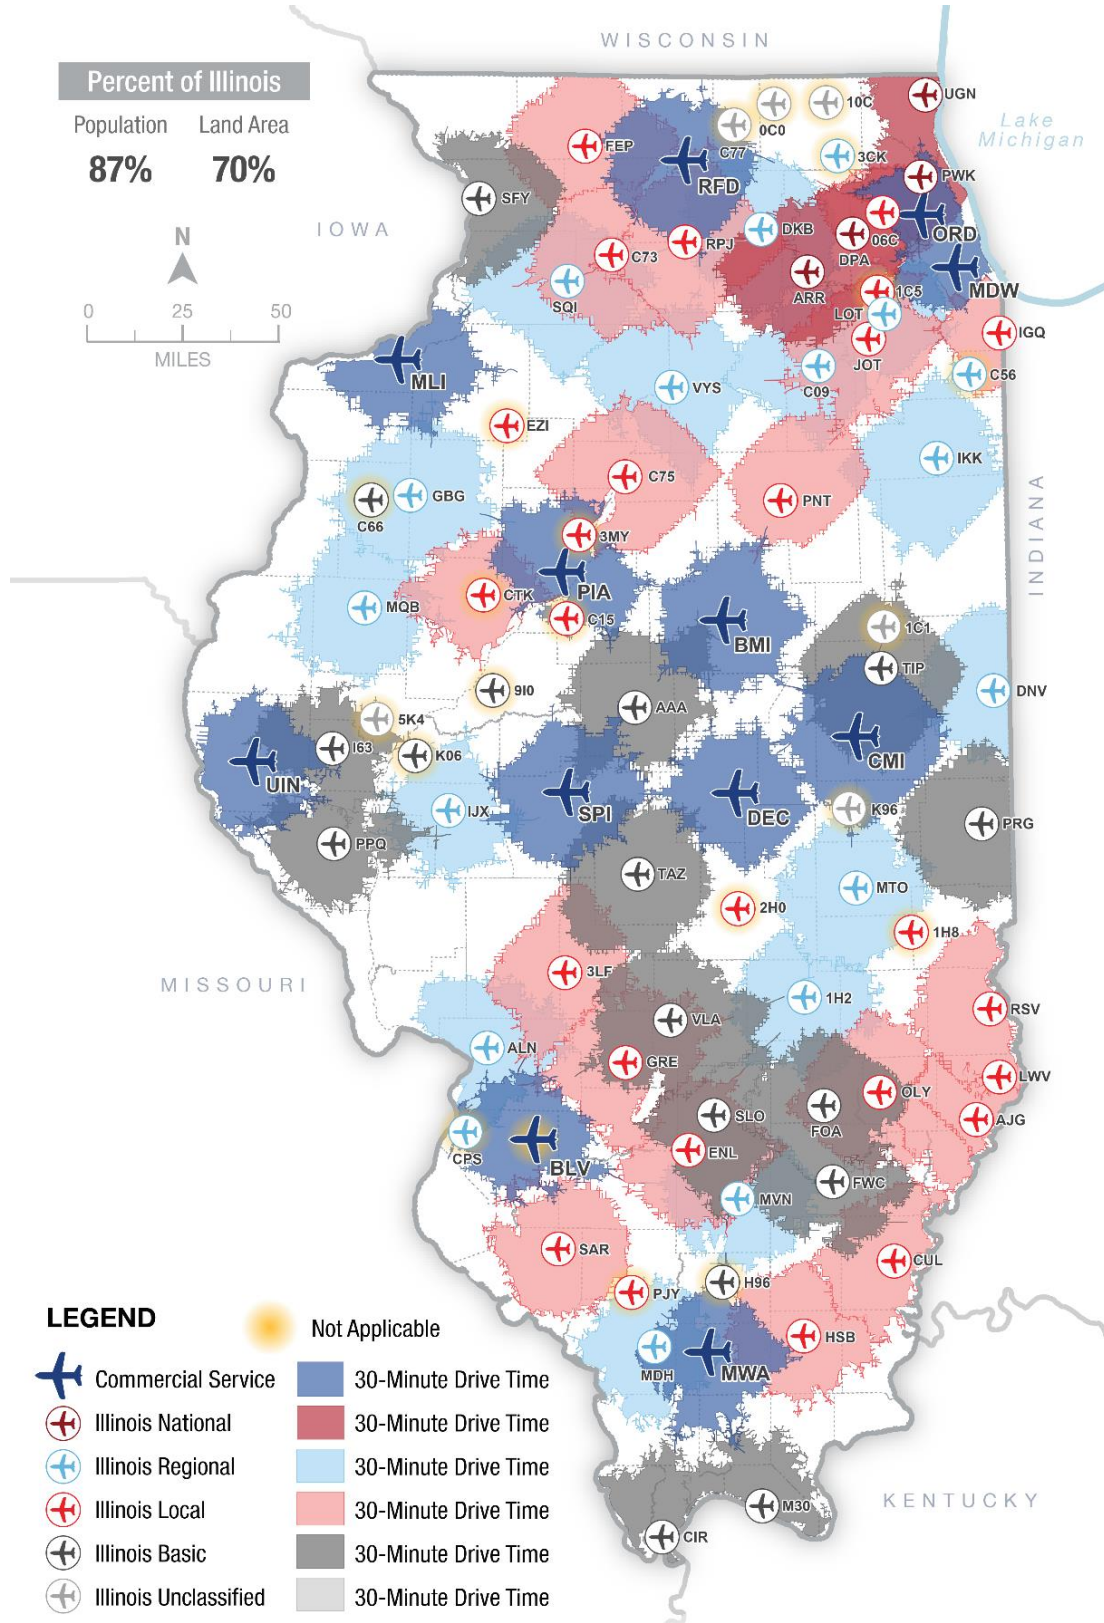 WISCONSIN
Percent of Illinois
Population Land Area
87% 70%
Lake
Michigan
IOWA
N
0 25 50
MILES
UGN
10C
0C0
C77
3CK
FEP
RFD
PWK
SFY
ORD
06C
DKB
DPA
RPJ
C73
MDW
ARR
SQI
1C5
LOT
IGQ
JOT
MLI
C09
C56
VYS
EZI
IKK
C75
PNT
GBG
C66
INDIANA
3MY
PIA
CTK
C15
MQB
BMI
1C1
TIP
9I0
DNV
AAA
5K4
I63
K06
CMI
UIN
IJX
SPI
DEC
K96
PRG
PPQ
TAZ
MTO
2H0
1H8
3LF
MISSOURI
1H2
RSV
VLA
ALN
GRE
LWV
OLY
SLO
FOA
AJG
CPS
BLV
ENL
FWC
MVN
SAR
CUL
H96
PJY
HSB
MDH
MWA
KENTUCKY
M30
CIR
LEGEND
Not Applicable
Commercial Service 30-Minute Drive Time
Illinois National 30-Minute Drive Time
Illinois Regional 30-Minute Drive Time
Illinois Local 30-Minute Drive Time
Illinois Basic 30-Minute Drive Time
Illinois Unclassified 30-Minute Drive Time